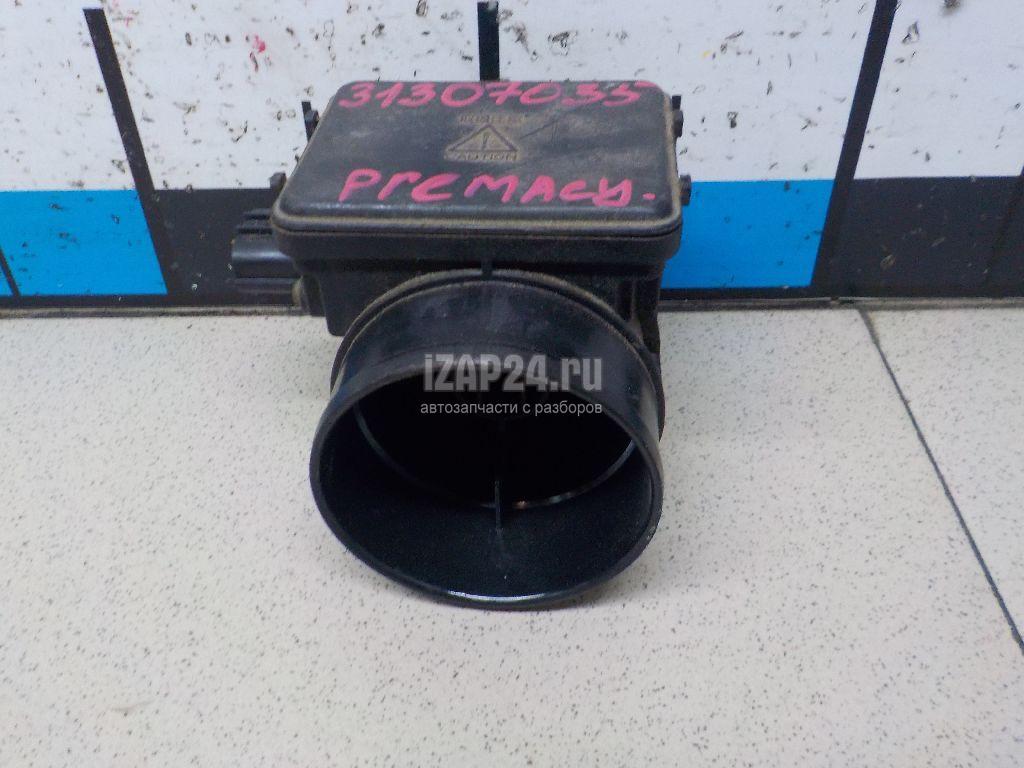 31307035
CAUTION
PrEMACY.
iZAP24.ru
автозапчасти с разборов